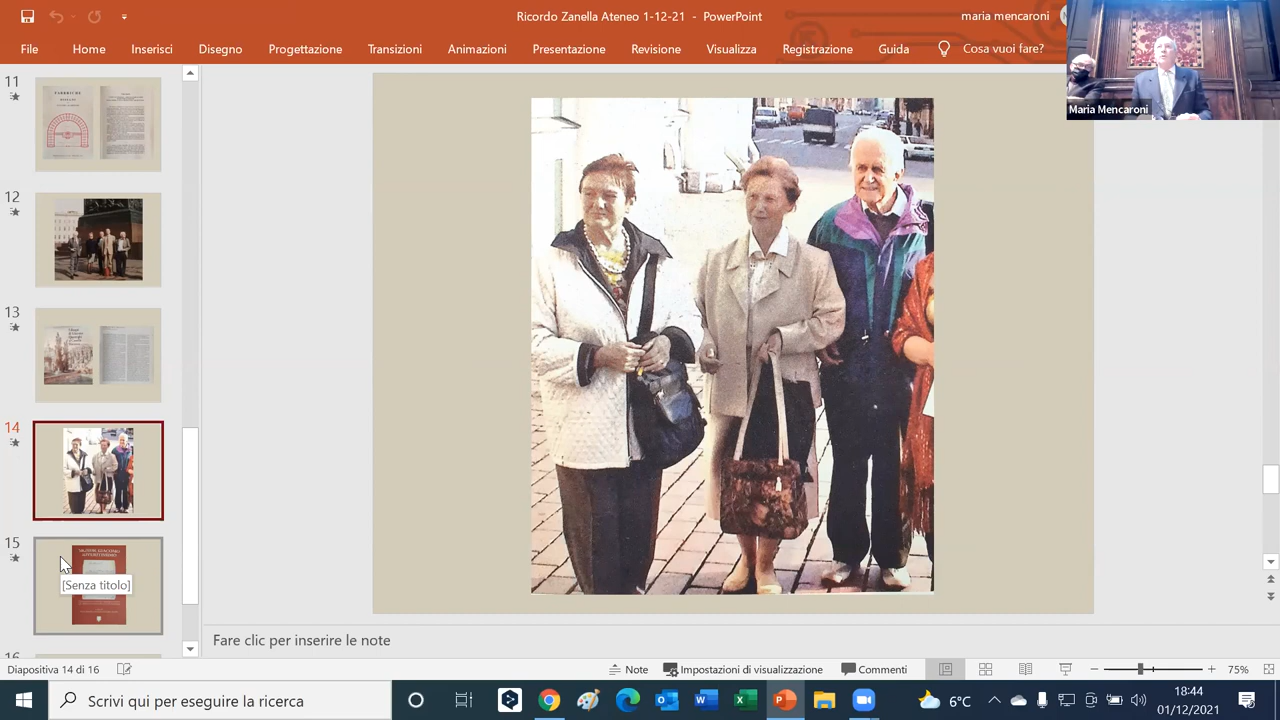 Ricordo Zanella Ateneo 1-12-21 - PowerPoint
maria mencaroni
File Home Inserisci Disegno Progettazione Transizioni Animazioni Presentazione Revisione Visualizza Registrazione Guida Cosa vuoi fare?
Maria Mencaroni
11
12
13
14
15
[Senza titolo]
16
Fare clic per inserire le note
Diapositiva 14 di 16 Note Impostazioni di visualizzazione Commenti 75%
Scrivi qui per eseguire la ricerca
6°C
18:44
01/12/2021